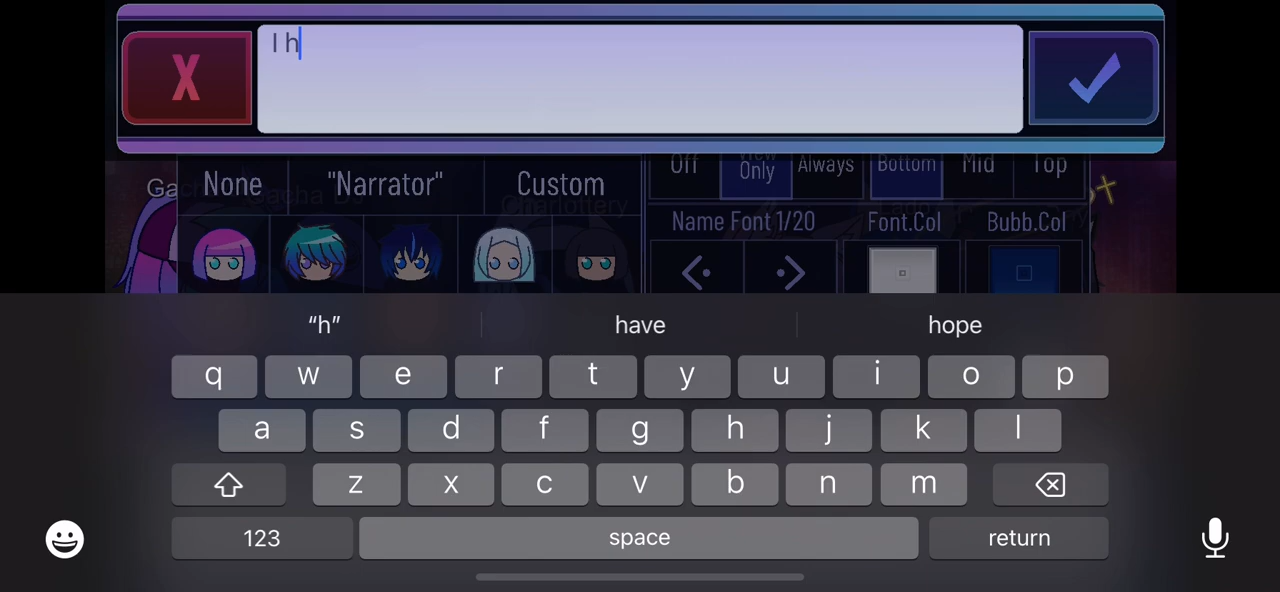 I h
X
Off
View Only
Always
Bottom
Mid
Top
None
"Narrator"
Custom
Name Font 1/20
Font.Col
Bubb.Col
“h”
have
hope
q w e r t y u i o p
a s d f g h j k l
z x c v b n m
123
space
return